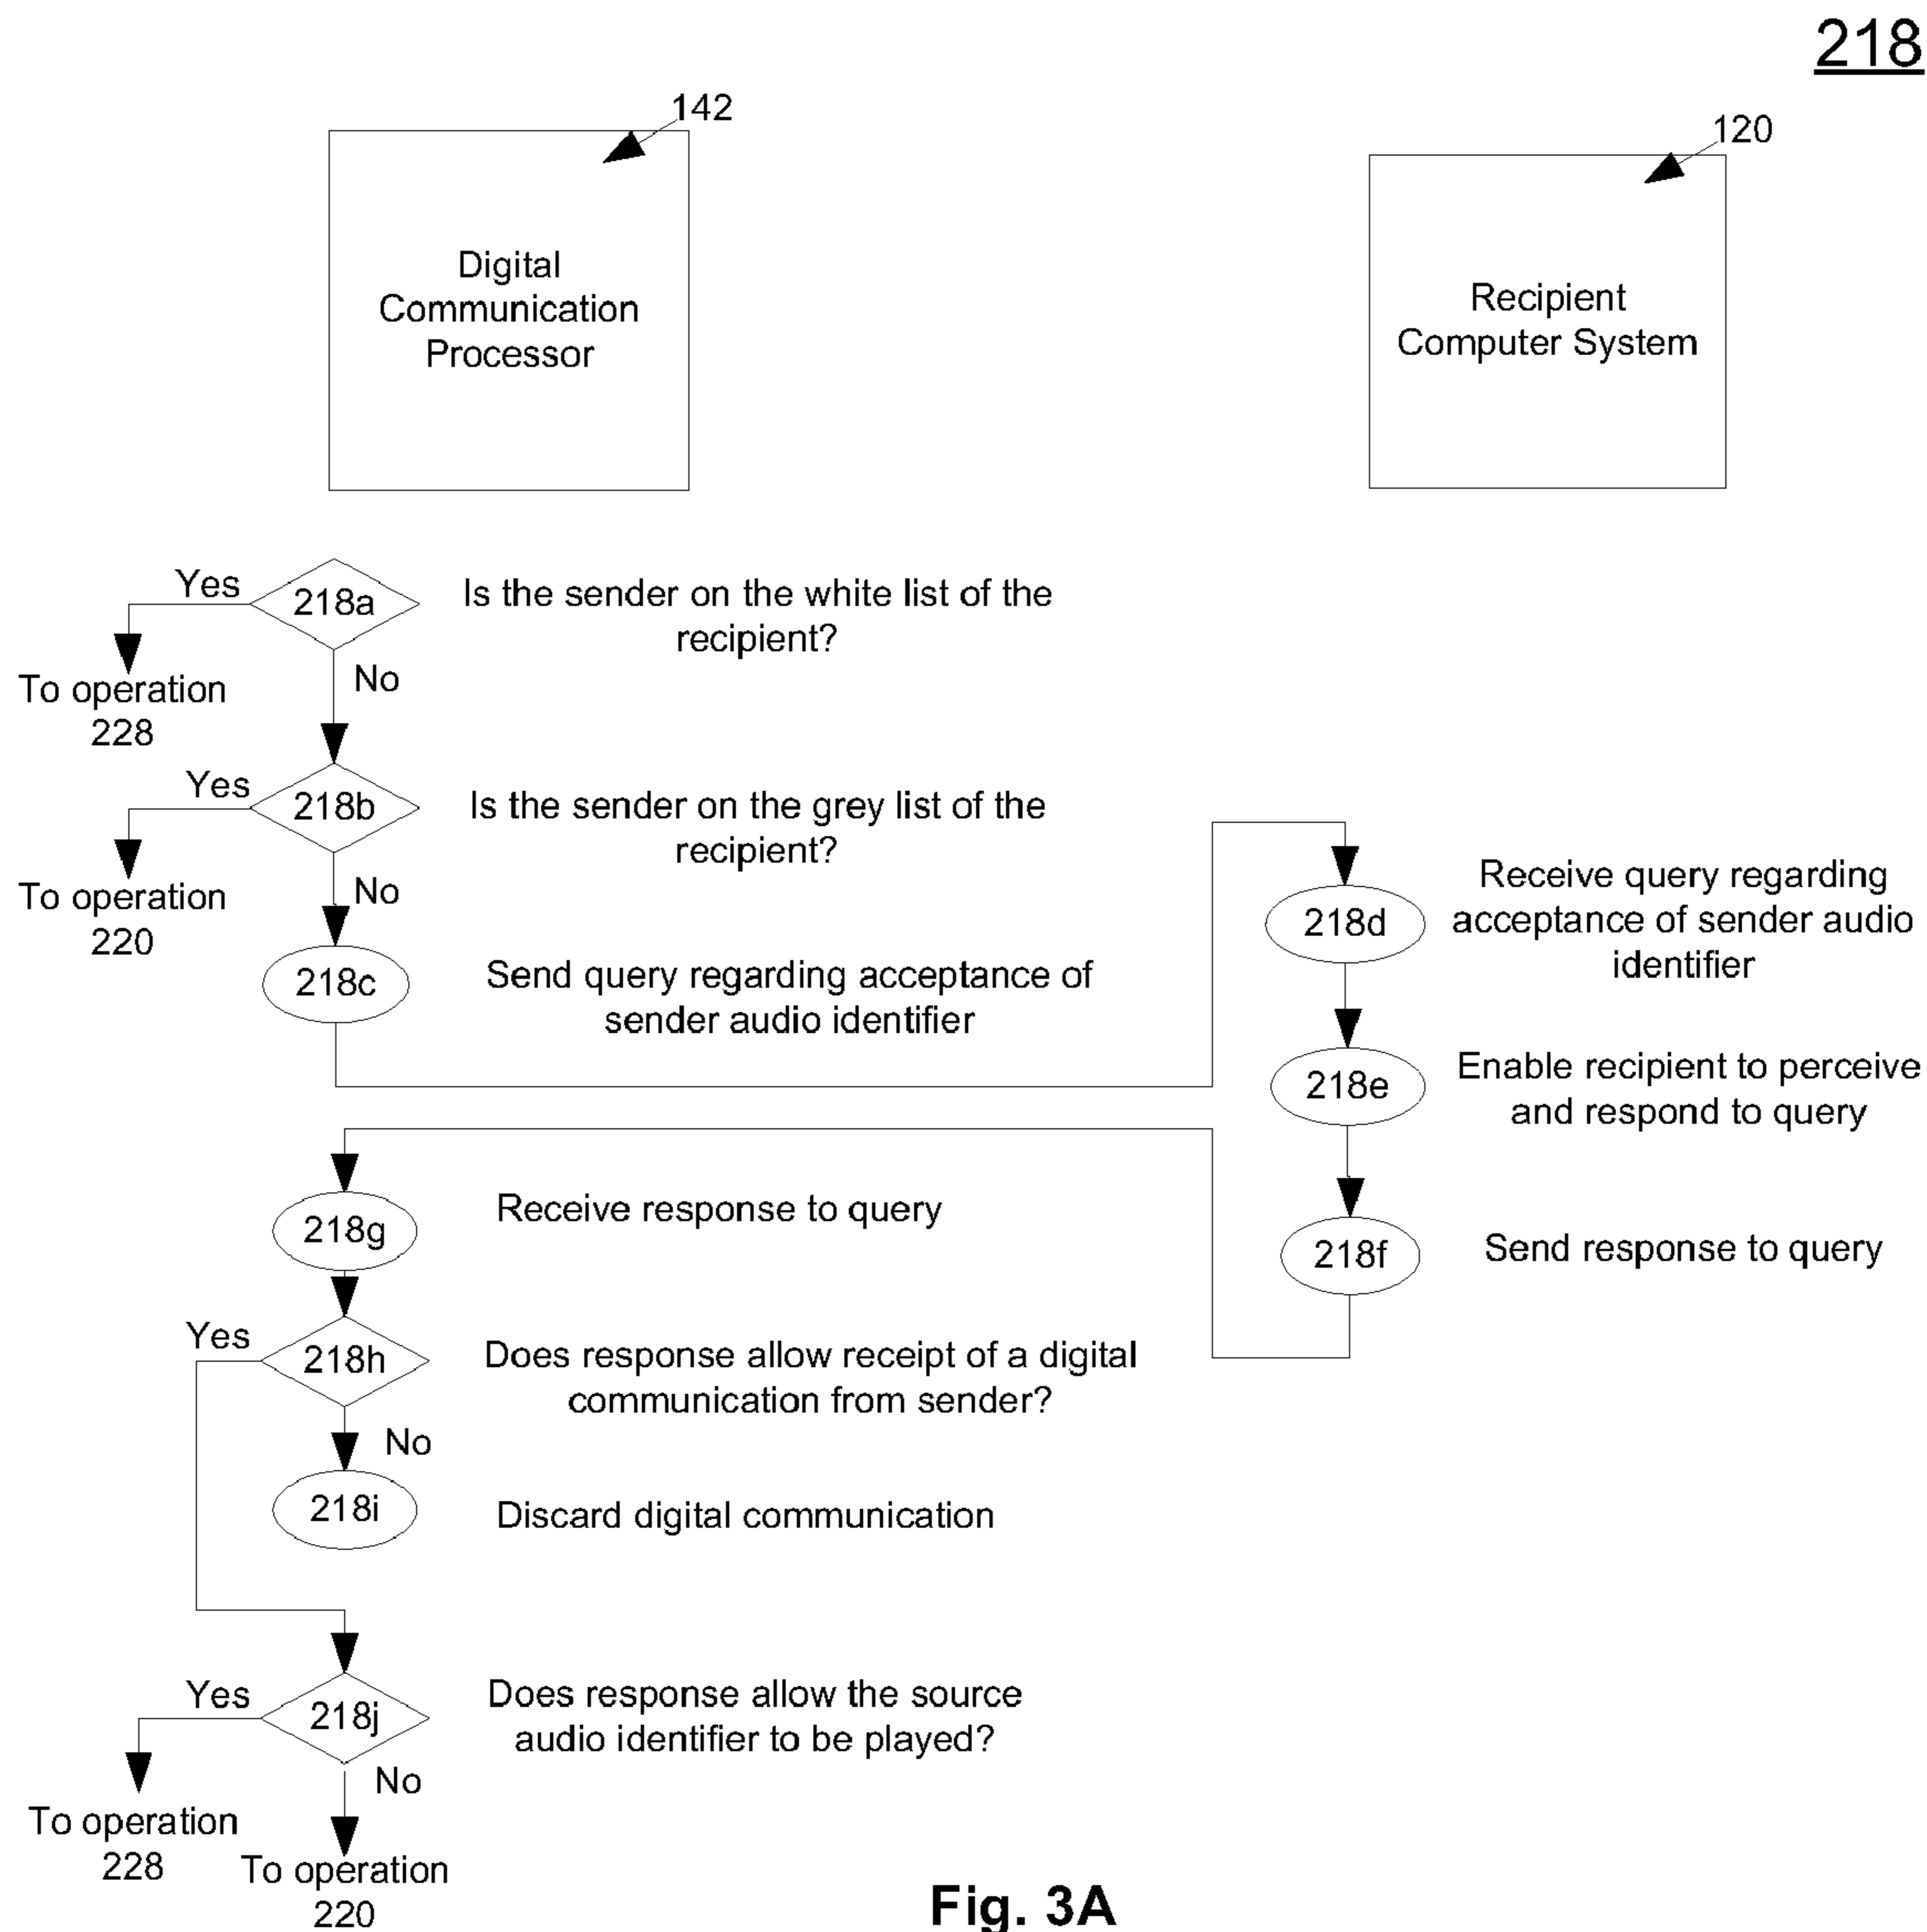 218
142
120
Digital
Communication
Processor
Recipient
Computer System
Yes
218a
Is the sender on the white list of the
recipient?
No
To operation
228
Yes
218b
Is the sender on the grey list of the
recipient?
No
To operation
220
218c
Send query regarding acceptance of
sender audio identifier
218d
Receive query regarding
acceptance of sender audio
identifier
218e
Enable recipient to perceive
and respond to query
218f
Send response to query
218g
Receive response to query
Yes
218h
Does response allow receipt of a digital
communication from sender?
No
218i
Discard digital communication
Yes
218j
Does response allow the source
audio identifier to be played?
No
To operation
228
To operation
220
Fig. 3A